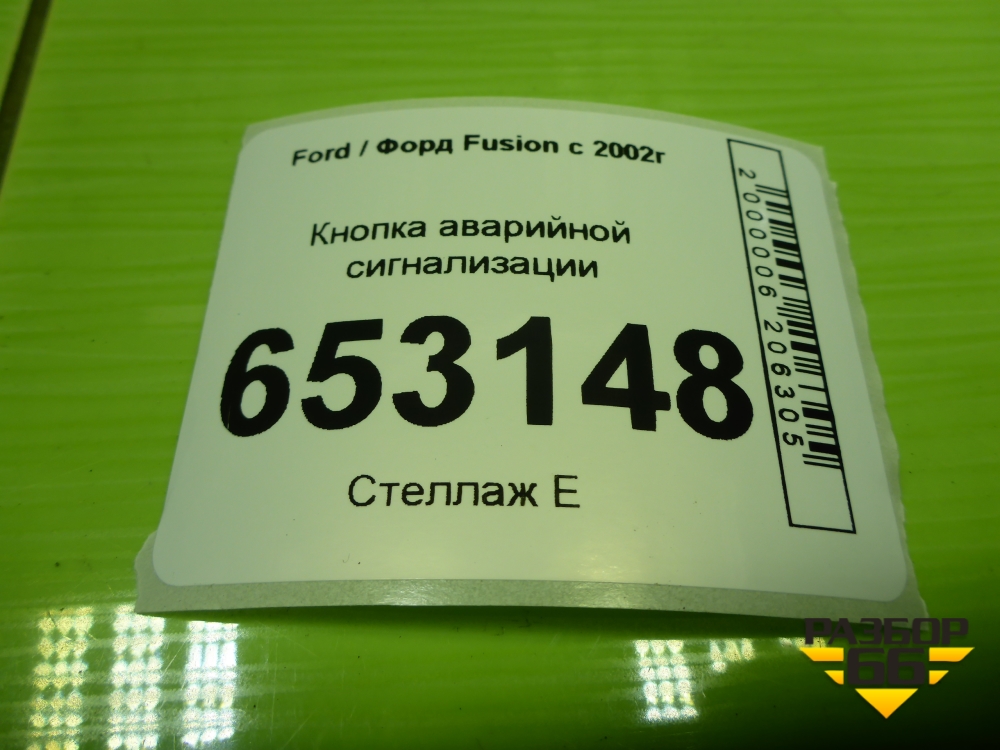 Ford / Форд Fusion с 2002г
Кнопка аварийной
сигнализации
653148
Стеллаж Е
2000006206305
РАЗБОР
66